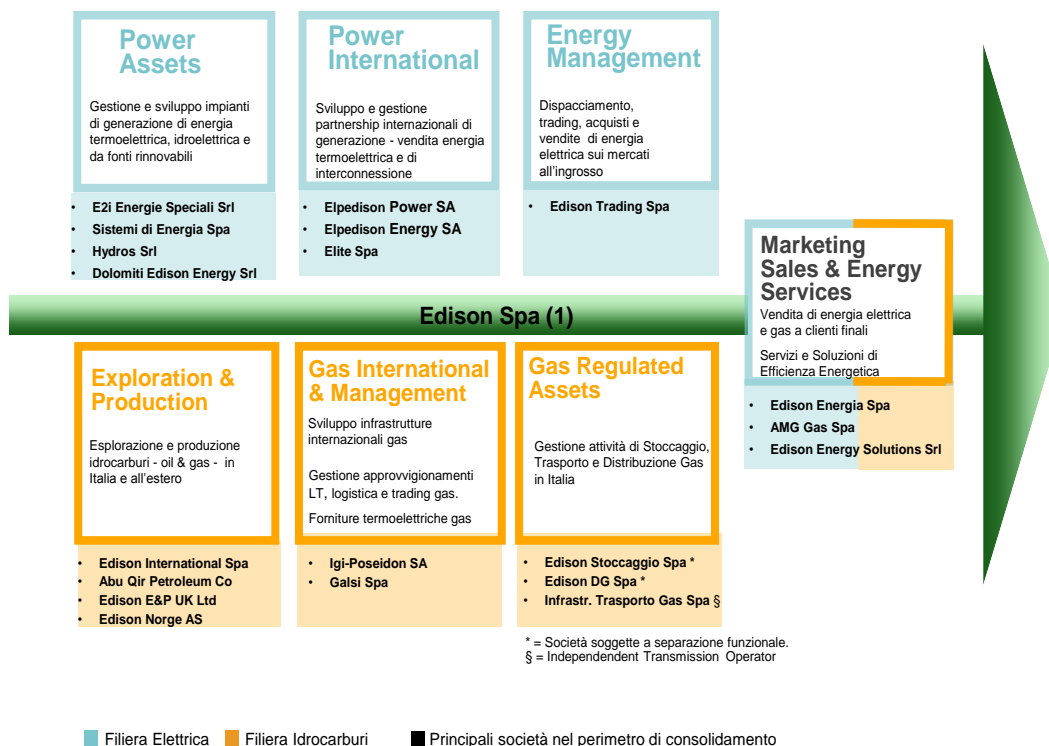 Power
Assets
Gestione e sviluppo impianti
di generazione di energia
termoelettrica, idroelettrica e
da fonti rinnovabili
• E2i Energie Speciali Srl
• Sistemi di Energia Spa
• Hydros Srl
• Dolomiti Edison Energy Srl
Power
International
Sviluppo e gestione
partnership internazionali di
generazione - vendita energia
termoelettrica e di
interconnessione
• Elpedison Power SA
• Elpedison Energy SA
• Elite Spa
Energy
Management
Dispacciamento,
trading, acquisti e
vendite di energia
elettrica sui mercati
all'ingrosso
• Edison Trading Spa
Marketing
Sales & Energy
Services
Vendita di energia elettrica
e gas a clienti finali
Servizi e Soluzioni di
Efficienza Energetica
• Edison Energia Spa
• AMG Gas Spa
• Edison Energy Solutions Srl
Edison Spa (1)
Exploration &
Production
Esplorazione e produzione
idrocarburi - oil & gas - in
Italia e all'estero
• Edison International Spa
• Abu Qir Petroleum Co
• Edison E&P UK Ltd
• Edison Norge AS
Gas International
& Management
Sviluppo infrastrutture
internazionali gas
Gestione approvvigionamenti
LT, logistica e trading gas.
Forniture termoelettriche gas
• Igi-Poseidon SA
• Galsi Spa
Gas Regulated
Assets
Gestione attività di Stoccaggio,
Trasporto e Distribuzione Gas
in Italia
• Edison Stoccaggio Spa *
• Edison DG Spa *
• Infrastr. Trasporto Gas Spa §
* = Società soggette a separazione funzionale.
§ = Independendent Transmission Operator
Filiera Elettrica Filiera Idrocarburi Principali società nel perimetro di consolidamento